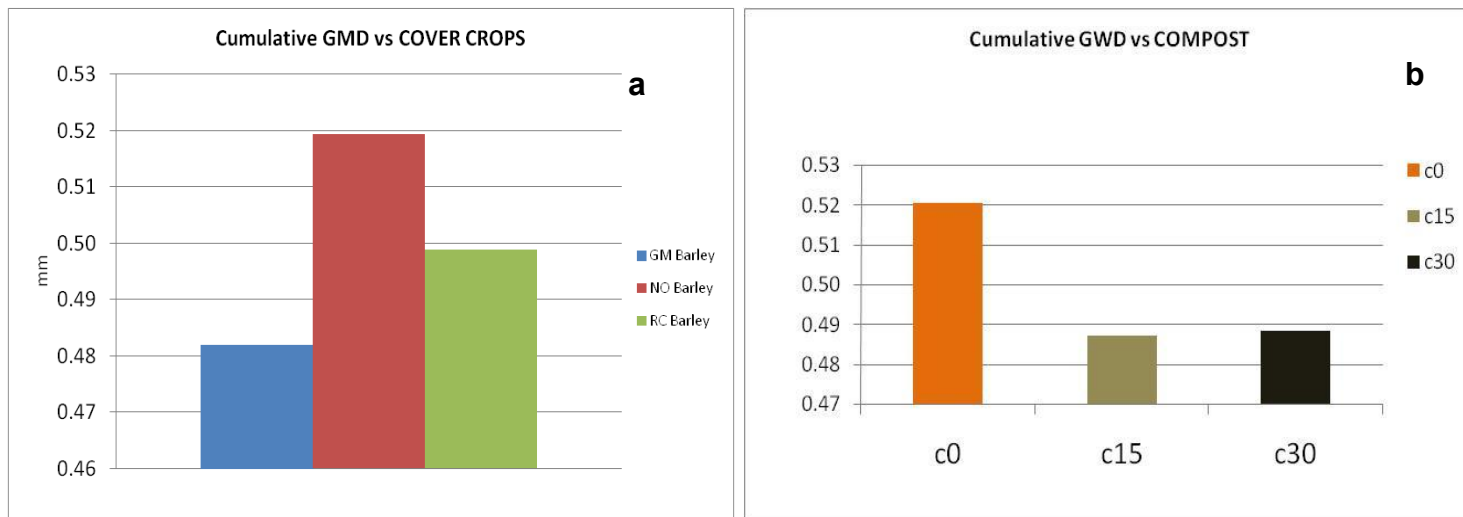 Cumulative GMD vs COVER CROPS
a
0.53
0.52
0.51
0.50
0.49
0.48
0.47
0.46
mm
GM Barley
NO Barley
RC Barley
Cumulative GWD vs COMPOST
b
0.53
0.52
0.51
0.50
0.49
0.48
0.47
c0
c15
c30
c0
c15
c30